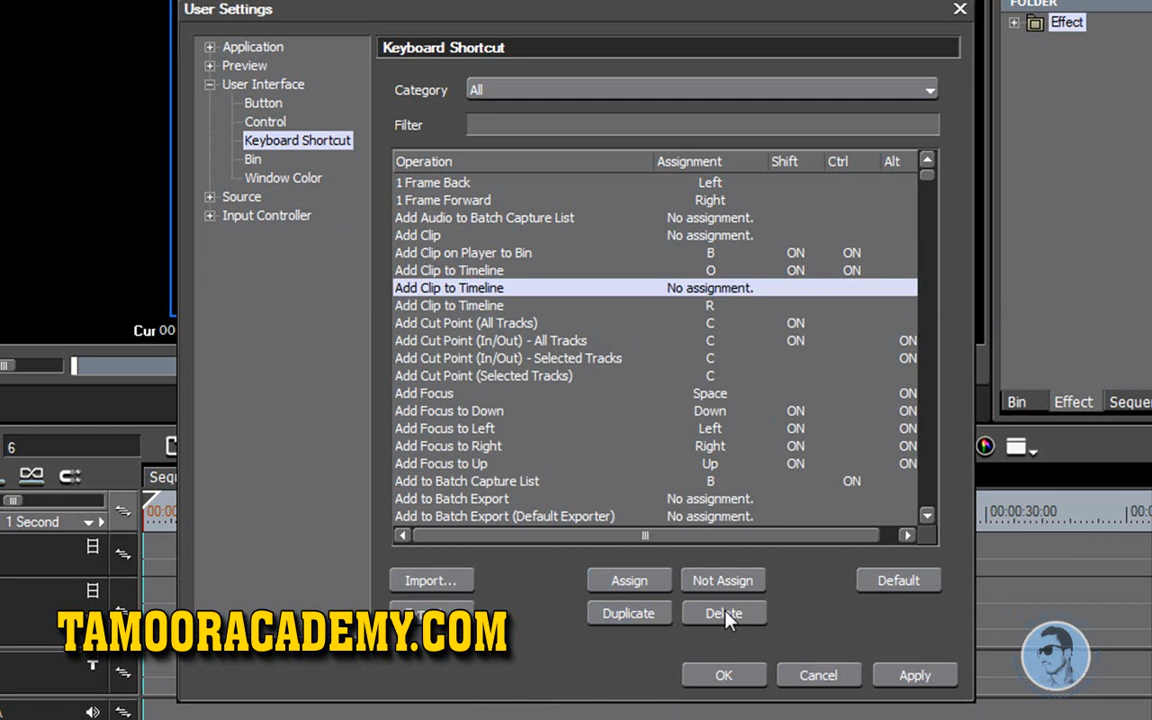 User Settings
FOLDER
Effect
Application
Preview
User Interface
Button
Control
Keyboard Shortcut
Bin
Window Color
Source
Input Controller
Keyboard Shortcut
Category All
Filter
Operation Assignment Shift Ctrl Alt
1 Frame Back Left
1 Frame Forward Right
Add Audio to Batch Capture List No assignment.
Add Clip No assignment.
Add Clip on Player to Bin B ON ON
Add Clip to Timeline O ON ON
Add Clip to Timeline No assignment.
Add Clip to Timeline R
Add Cut Point (All Tracks) C ON
Add Cut Point (In/Out) - All Tracks C ON ON
Add Cut Point (In/Out) - Selected Tracks C ON
Add Cut Point (Selected Tracks) C
Add Focus Space ON
Add Focus to Down Down ON ON
Add Focus to Left Left ON ON
Add Focus to Right Right ON ON
Add Focus to Up Up ON ON
Add to Batch Capture List B ON
Add to Batch Export No assignment.
Add to Batch Export (Default Exporter) No assignment.
Import... Assign Not Assign Default
Duplicate Delete
OK Cancel Apply
Cur 00
6
Sequ
1 Second
00:00
00:00:30:00
00:0
T
Bin Effect Seque
TAMOORACADEMY.COM